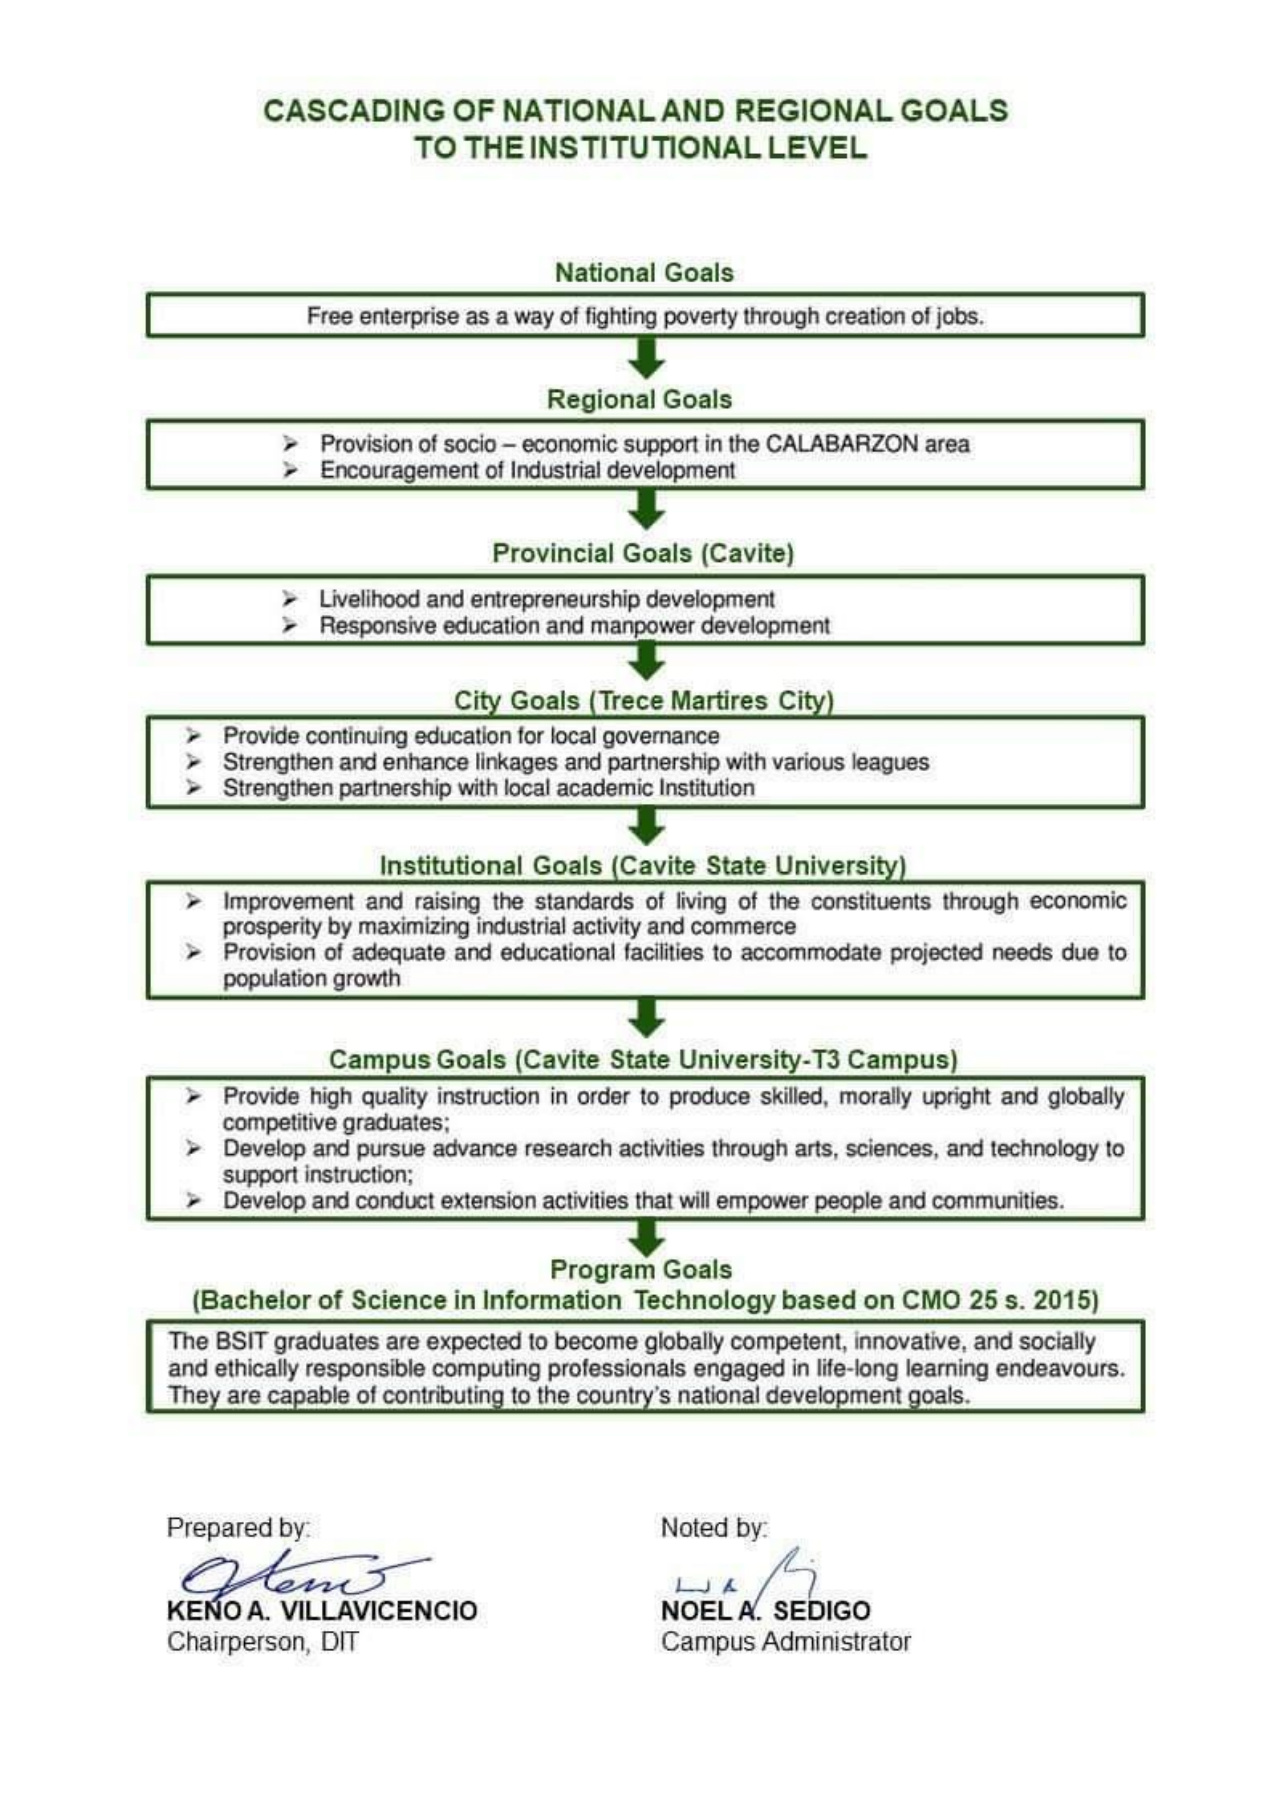 CASCADING OF NATIONAL AND REGIONAL GOALS
TO THE INSTITUTIONAL LEVEL
National Goals
Free enterprise as a way of fighting poverty through creation of jobs.
Regional Goals
➢ Provision of socio – economic support in the CALABARZON area
➢ Encouragement of Industrial development
Provincial Goals (Cavite)
➢ Livelihood and entrepreneurship development
➢ Responsive education and manpower development
City Goals (Trece Martires City)
➢ Provide continuing education for local governance
➢ Strengthen and enhance linkages and partnership with various leagues
➢ Strengthen partnership with local academic Institution
Institutional Goals (Cavite State University)
➢ Improvement and raising the standards of living of the constituents through economic
prosperity by maximizing industrial activity and commerce
➢ Provision of adequate and educational facilities to accommodate projected needs due to
population growth
Campus Goals (Cavite State University-T3 Campus)
➢ Provide high quality instruction in order to produce skilled, morally upright and globally
competitive graduates;
➢ Develop and pursue advance research activities through arts, sciences, and technology to
support instruction;
➢ Develop and conduct extension activities that will empower people and communities.
Program Goals
(Bachelor of Science in Information Technology based on CMO 25 s. 2015)
The BSIT graduates are expected to become globally competent, innovative, and socially
and ethically responsible computing professionals engaged in life-long learning endeavours.
They are capable of contributing to the country's national development goals.
Prepared by:
KENO A. VILLAVICENCIO
Chairperson, DIT
Noted by:
NOEL A. SEDIGO
Campus Administrator